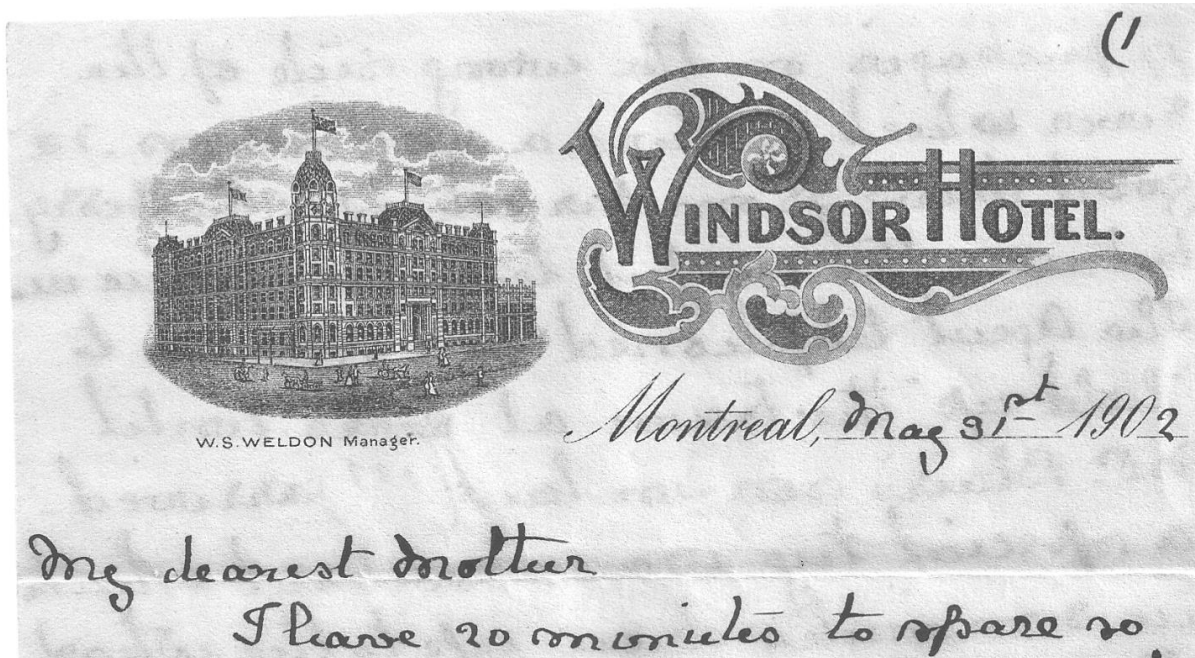 (1
WINDSOR HOTEL.
W.S. WELDON Manager.
Montreal, May 31st 1902
My dearest Mother
I have 20 minutes to spare so